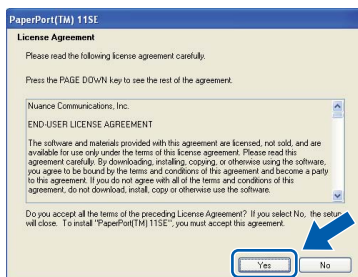 PaperPort(TM) 11SE
License Agreement
Please read the following license agreement carefully.
Press the PAGE DOWN key to see the rest of the agreement.
Nuance Communications, Inc.
END-USER LICENSE AGREEMENT
The software and materials provided with this agreement are licensed, not sold, and are
available for use only under the terms of this license agreement. Please read this
agreement carefully. By downloading, installing, copying, or otherwise using the software,
you agree to be bound by the terms and conditions of this agreement and become a party
to this agreement. If you do not agree with all of the terms and conditions of this
agreement, do not download, install, copy or otherwise use the software.
Do you accept all the terms of the preceding License Agreement? If you select No, the setup
will close. To install "PaperPort(TM) 11SE", you must accept this agreement.
Yes
No